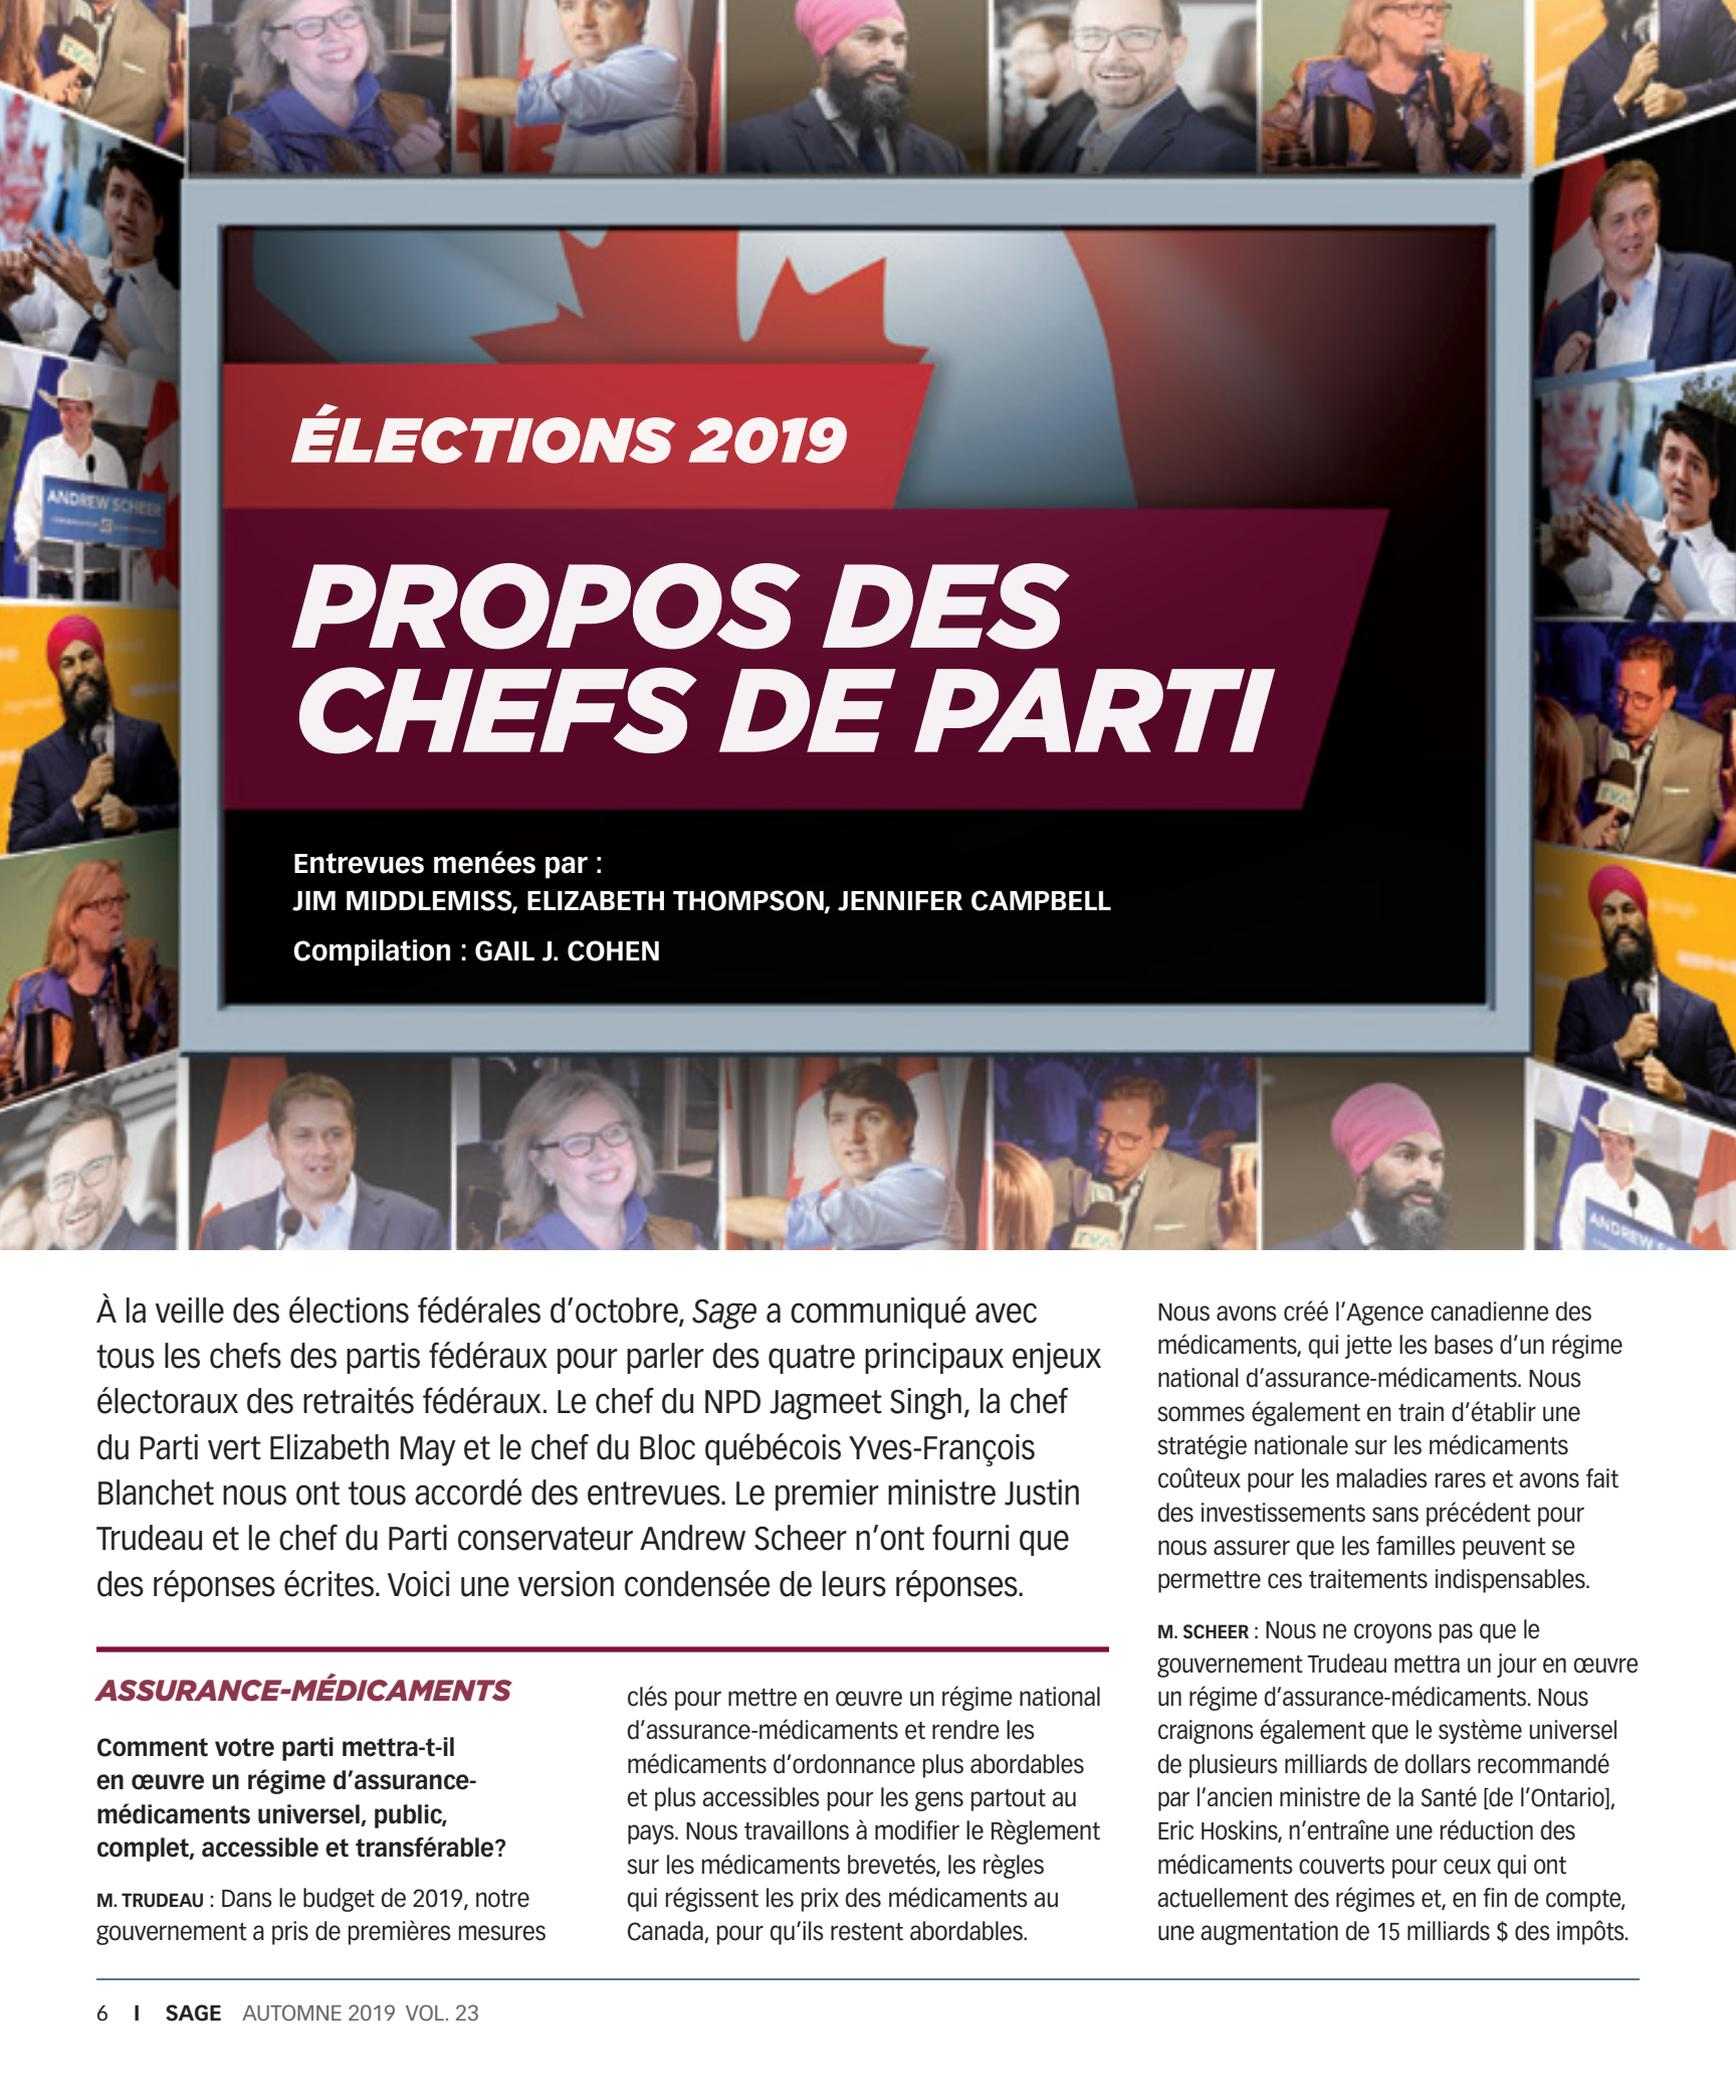 TVA
ANDREW SCHEER
TVA
TVA
ANDREW
ÉLECTIONS 2019
PROPOS DES
CHEFS DE PARTI
Entrevues menées par :
JIM MIDDLEMISS, ELIZABETH THOMPSON, JENNIFER CAMPBELL
Compilation : GAIL J. COHEN
À la veille des élections fédérales d’octobre, Sage a communiqué avec
tous les chefs des partis fédéraux pour parler des quatre principaux enjeux
électoraux des retraités fédéraux. Le chef du NPD Jagmeet Singh, la chef
du Parti vert Elizabeth May et le chef du Bloc québécois Yves-François
Blanchet nous ont tous accordé des entrevues. Le premier ministre Justin
Trudeau et le chef du Parti conservateur Andrew Scheer n’ont fourni que
des réponses écrites. Voici une version condensée de leurs réponses.
ASSURANCE-MÉDICAMENTS
Comment votre parti mettra-t-il
en œuvre un régime d’assurance-
médicaments universel, public,
complet, accessible et transférable?
M. TRUDEAU : Dans le budget de 2019, notre
gouvernement a pris de premières mesures
clés pour mettre en œuvre un régime national
d’assurance-médicaments et rendre les
médicaments d’ordonnance plus abordables
et plus accessibles pour les gens partout au
pays. Nous travaillons à modifier le Règlement
sur les médicaments brevetés, les règles
qui régissent les prix des médicaments au
Canada, pour qu’ils restent abordables.
Nous avons créé l’Agence canadienne des
médicaments, qui jette les bases d’un régime
national d’assurance-médicaments. Nous
sommes également en train d’établir une
stratégie nationale sur les médicaments
coûteux pour les maladies rares et avons fait
des investissements sans précédent pour
nous assurer que les familles peuvent se
permettre ces traitements indispensables.
M. SCHEER : Nous ne croyons pas que le
gouvernement Trudeau mettra un jour en œuvre
un régime d’assurance-médicaments. Nous
craignons également que le système universel
de plusieurs milliards de dollars recommandé
par l’ancien ministre de la Santé [de l’Ontario],
Eric Hoskins, n’entraîne une réduction des
médicaments couverts pour ceux qui ont
actuellement des régimes et, en fin de compte,
une augmentation de 15 milliards $ des impôts.
6 I SAGE AUTOMNE 2019 VOL. 23